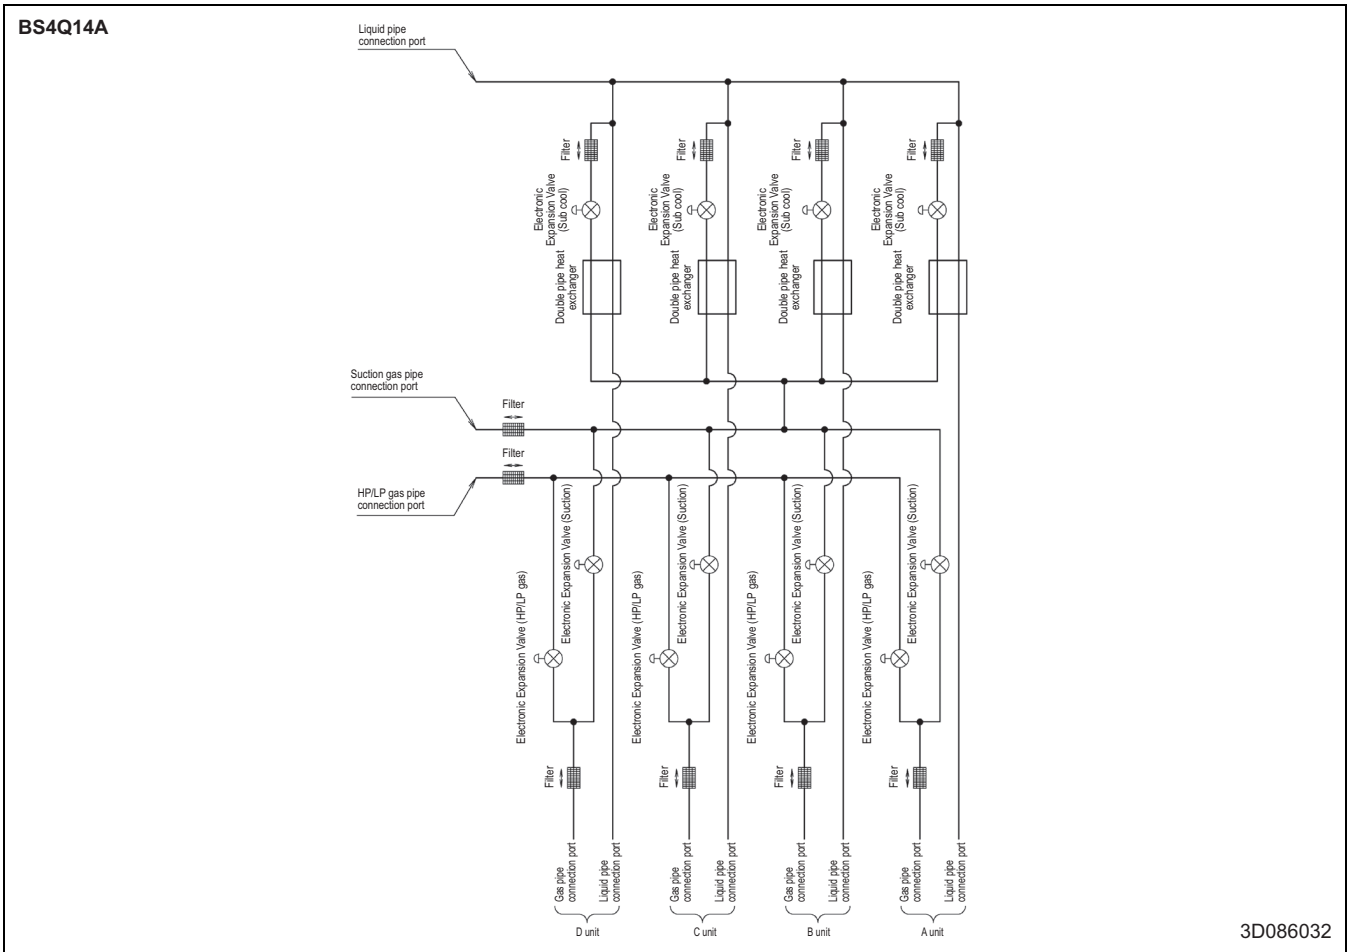 BS4Q14A
Liquid pipe
connection port
Filter
Filter
Filter
Filter
Electronic
Expansion Valve
(Sub cool)
Electronic
Expansion Valve
(Sub cool)
Electronic
Expansion Valve
(Sub cool)
Electronic
Expansion Valve
(Sub cool)
Double pipe heat
exchanger
Double pipe heat
exchanger
Double pipe heat
exchanger
Double pipe heat
exchanger
Suction gas pipe
connection port
Filter
Filter
HP/LP gas pipe
connection port
Electronic Expansion Valve (HP/LP gas)
Electronic Expansion Valve (Suction)
Electronic Expansion Valve (HP/LP gas)
Electronic Expansion Valve (Suction)
Electronic Expansion Valve (HP/LP gas)
Electronic Expansion Valve (Suction)
Electronic Expansion Valve (HP/LP gas)
Electronic Expansion Valve (Suction)
Filter
Filter
Filter
Filter
Gas pipe
connection port
Liquid pipe
connection port
Gas pipe
connection port
Liquid pipe
connection port
Gas pipe
connection port
Liquid pipe
connection port
Gas pipe
connection port
Liquid pipe
connection port
D unit
C unit
B unit
A unit
3D086032